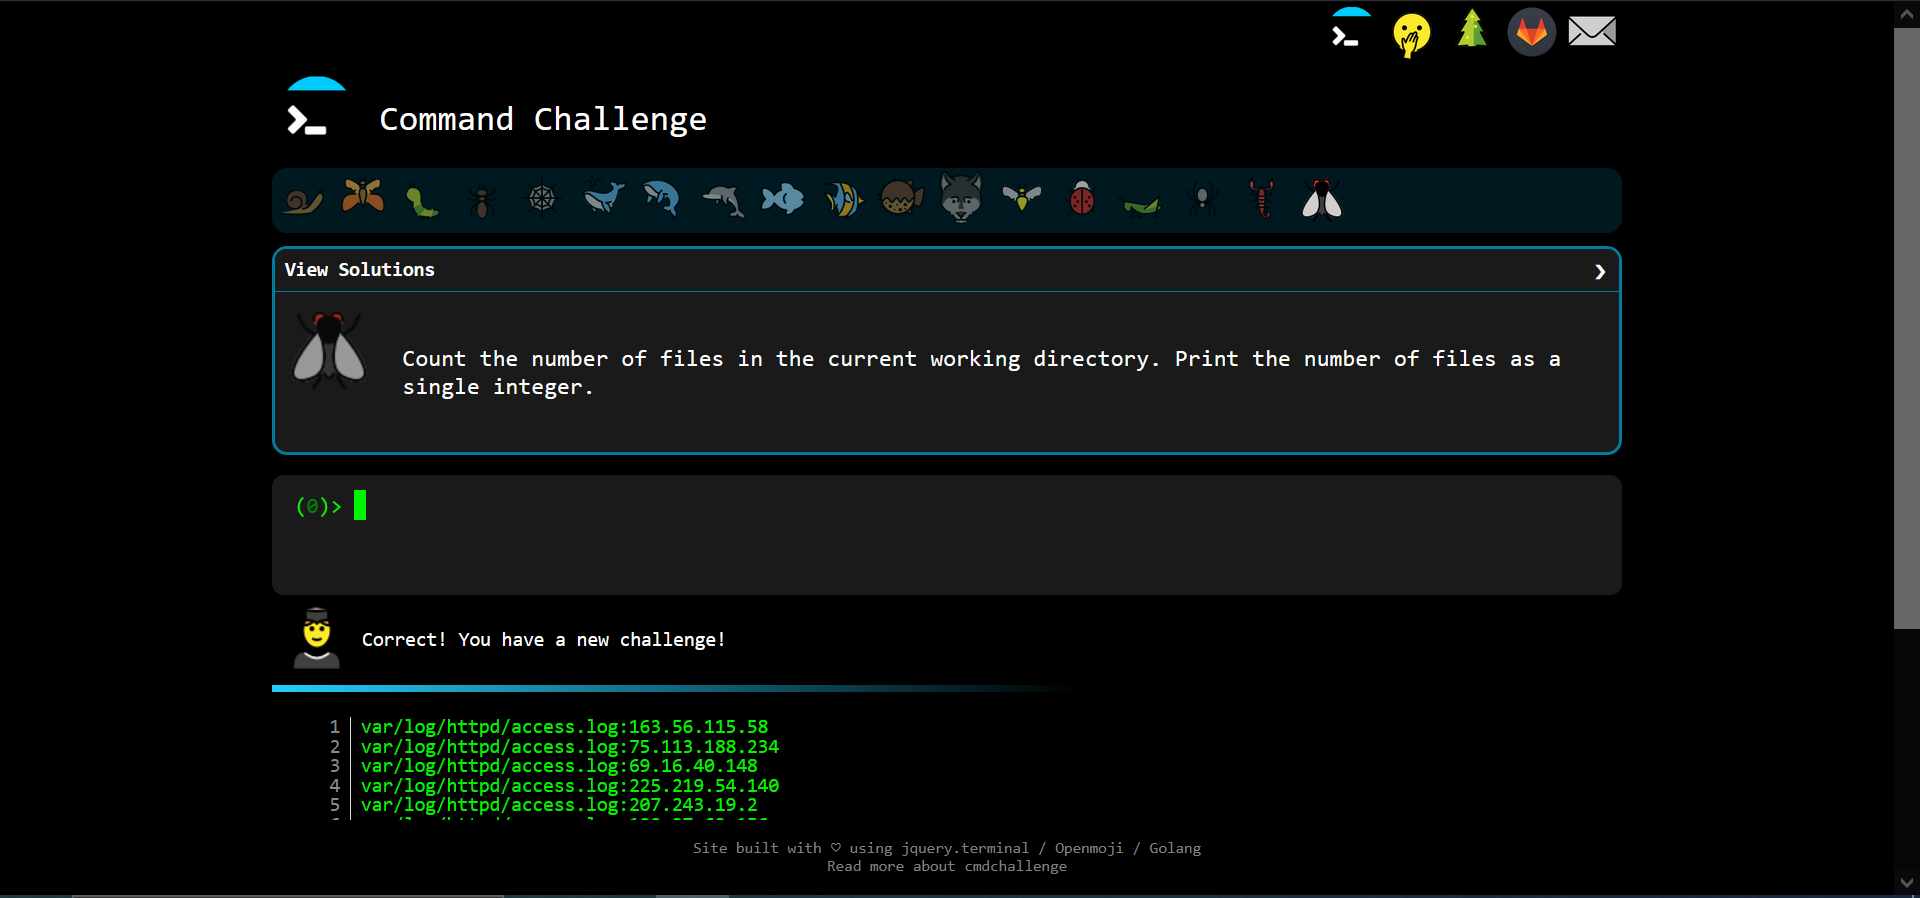 Command Challenge
View Solutions
Count the number of files in the current working directory. Print the number of files as a
single integer.
(0)>
Correct! You have a new challenge!
1 var/log/httpd/access.log:163.56.115.58
2 var/log/httpd/access.log:75.113.188.234
3 var/log/httpd/access.log:69.16.40.148
4 var/log/httpd/access.log:225.219.54.140
5 var/log/httpd/access.log:207.243.19.2
Site built with ♡ using jquery.terminal / Openmoji / Golang
Read more about cmdchallenge